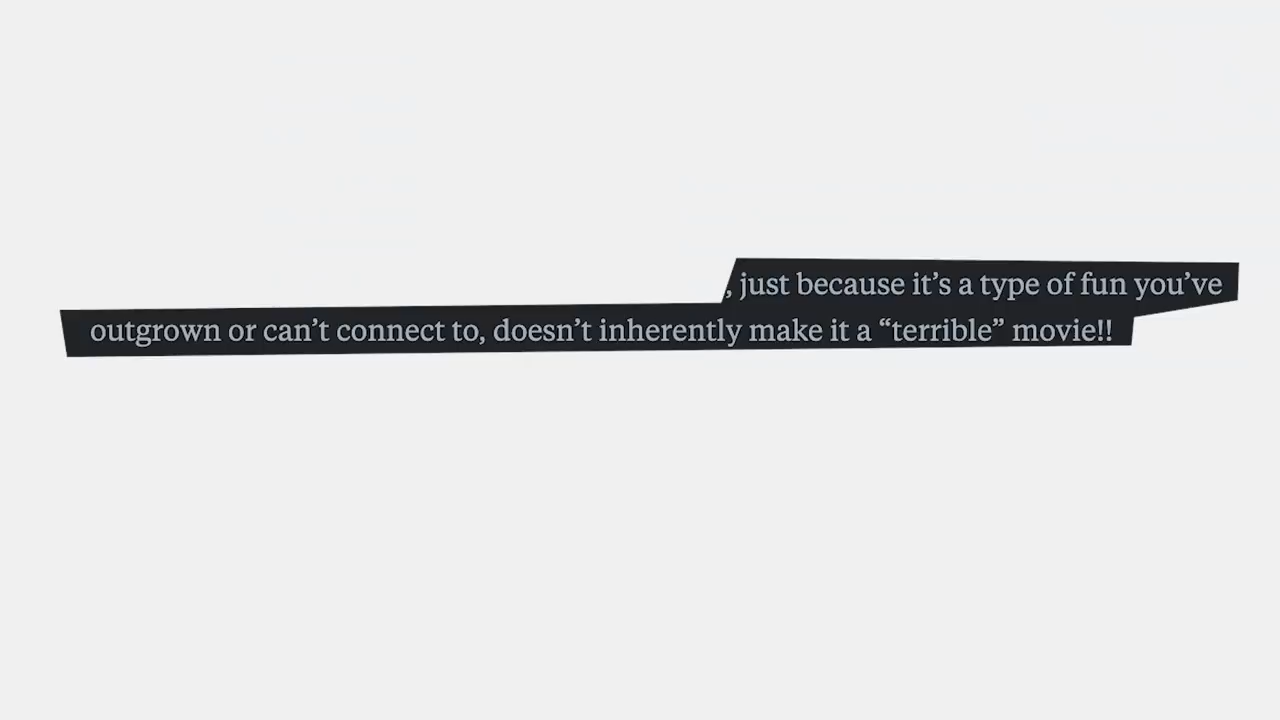 , just because it’s a type of fun you’ve
outgrown or can’t connect to, doesn’t inherently make it a “terrible” movie!!